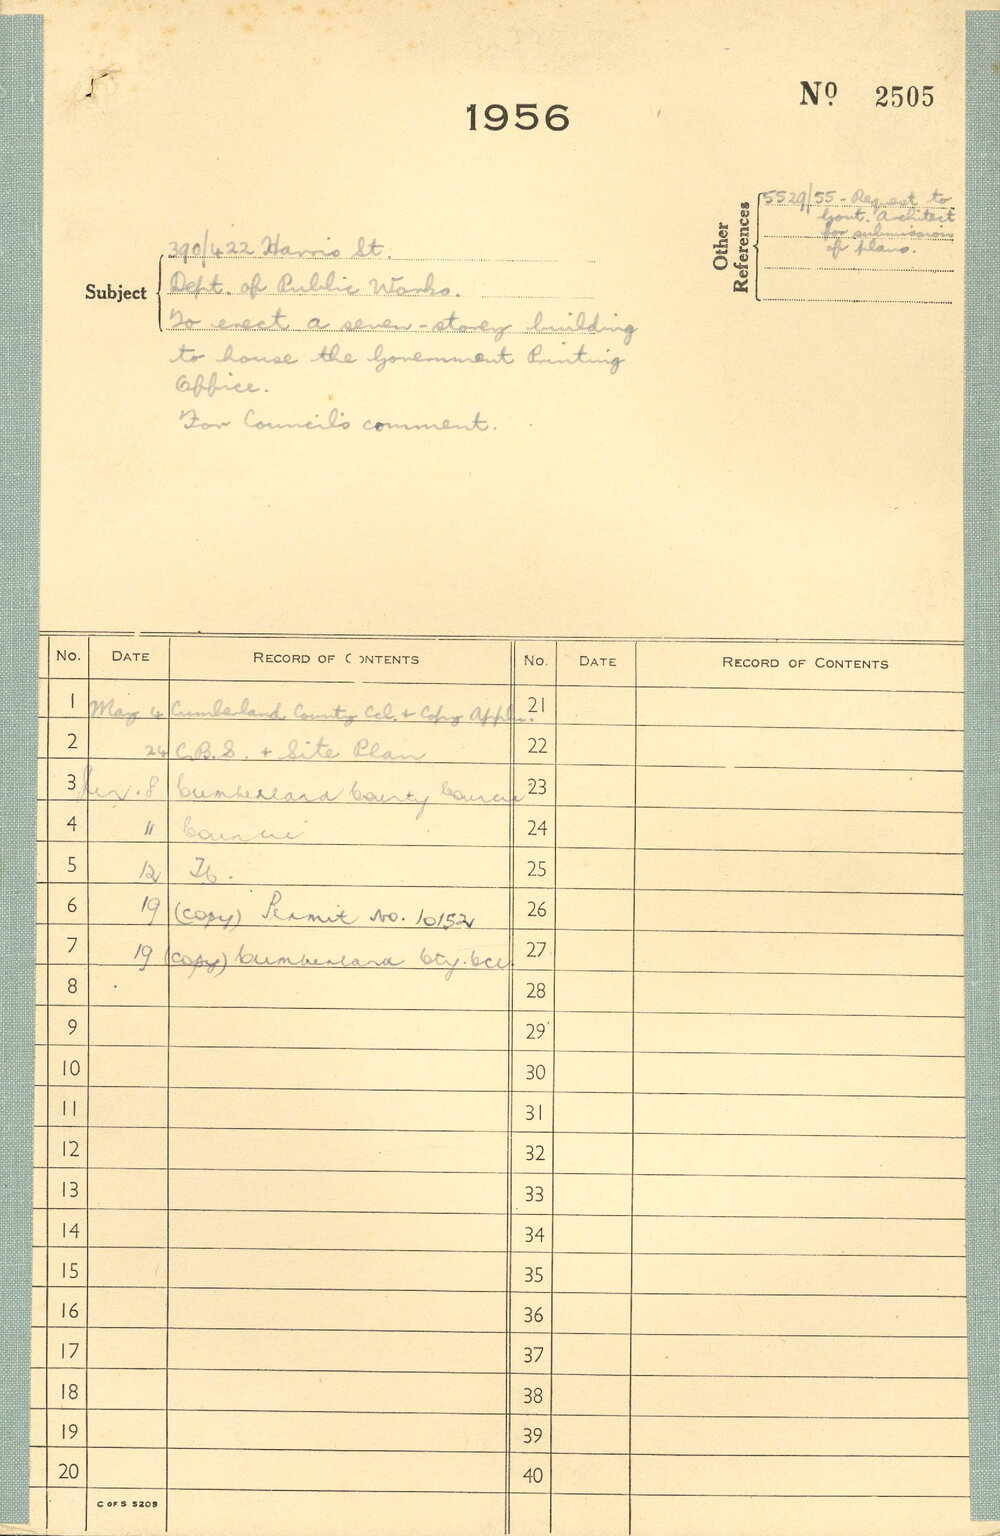 Nº 2505
1956
Other References
5529/55 - Request to
Govt. Architect
for submission
of plans.
Subject
390/422 Harris St.
Dept. of Public Works.
To erect a seven-storey building
to house the Government Printing
Office.
For Council's comment.
No. DATE RECORD OF CONTENTS No. DATE RECORD OF CONTENTS
1 May 4 Cumberland County Ccl. + Copy Appln. 21
2 24 C.B.S. + Site Plan 22
3 8 Cumberland County Council 23
4 11 Council 24
5 12 25
6 19 (copy) Permit No. 10152 26
7 19 (copy) Cumberland Cty. Ccl. 27
8 28
9 29
10 30
11 31
12 32
13 33
14 34
15 35
16 36
17 37
18 38
19 39
20 40
C OF S 5209